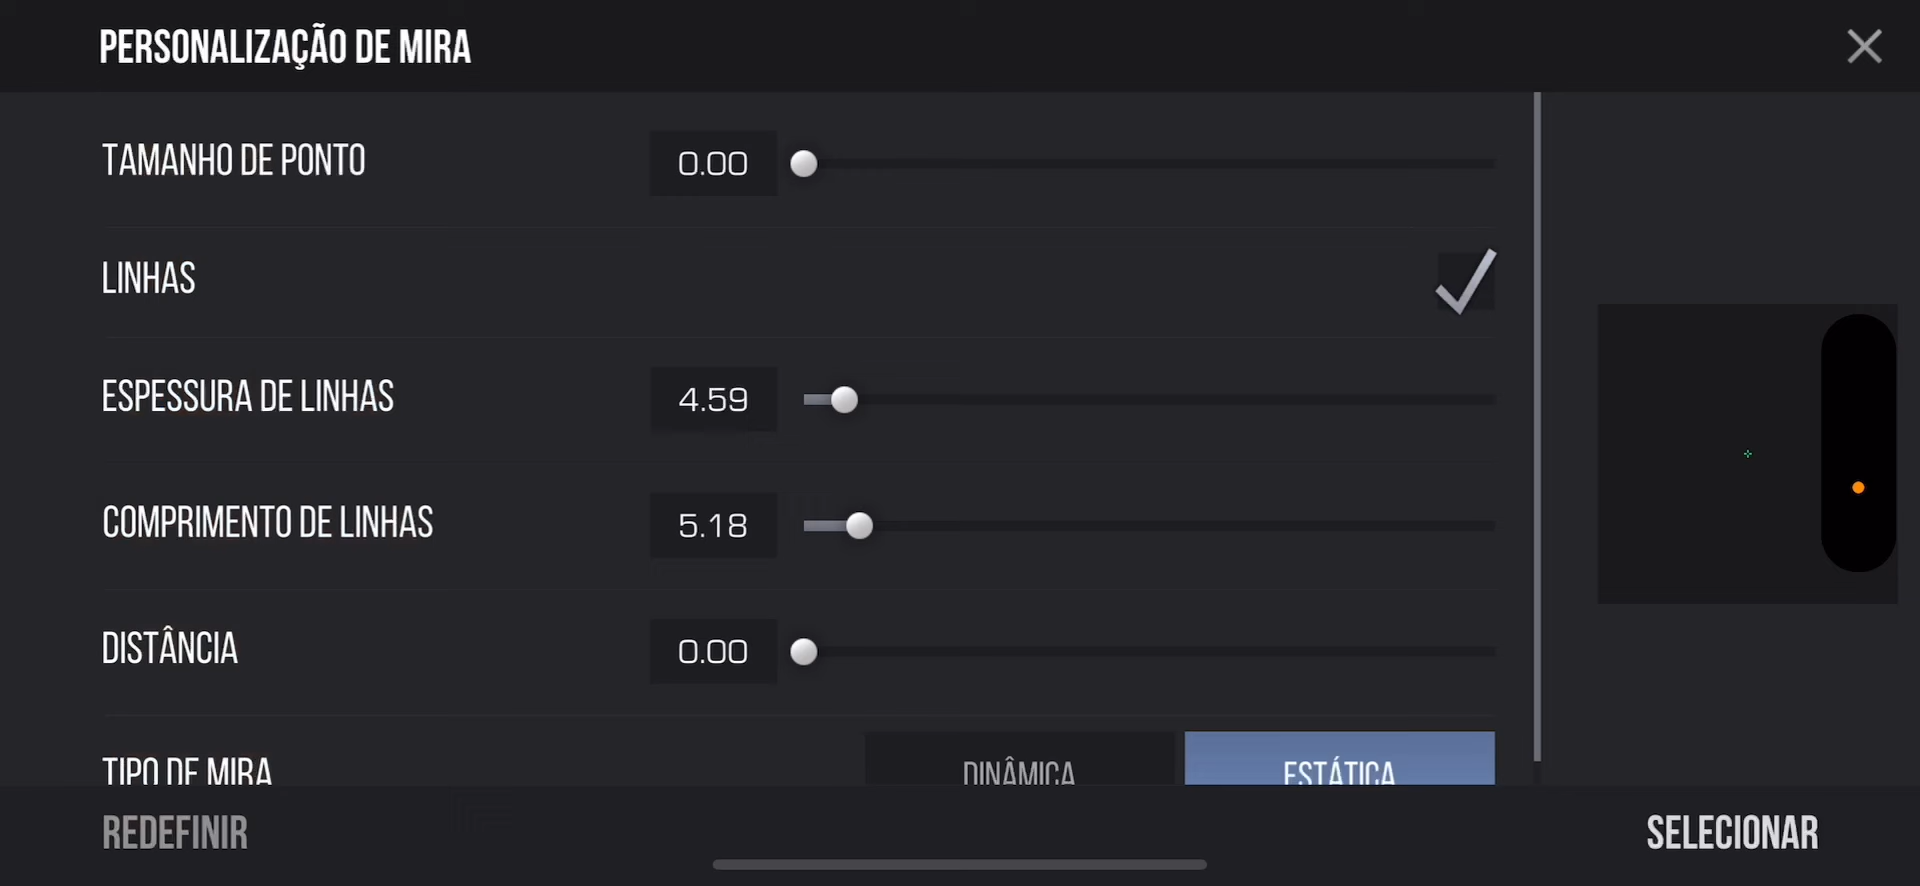 PERSONALIZAÇÃO DE MIRA
TAMANHO DE PONTO 0.00
LINHAS
ESPESSURA DE LINHAS 4.59
COMPRIMENTO DE LINHAS 5.18
DISTÂNCIA 0.00
TIPO DE MIRA DINÂMICA ESTÁTICA
REDEFINIR SELECIONAR